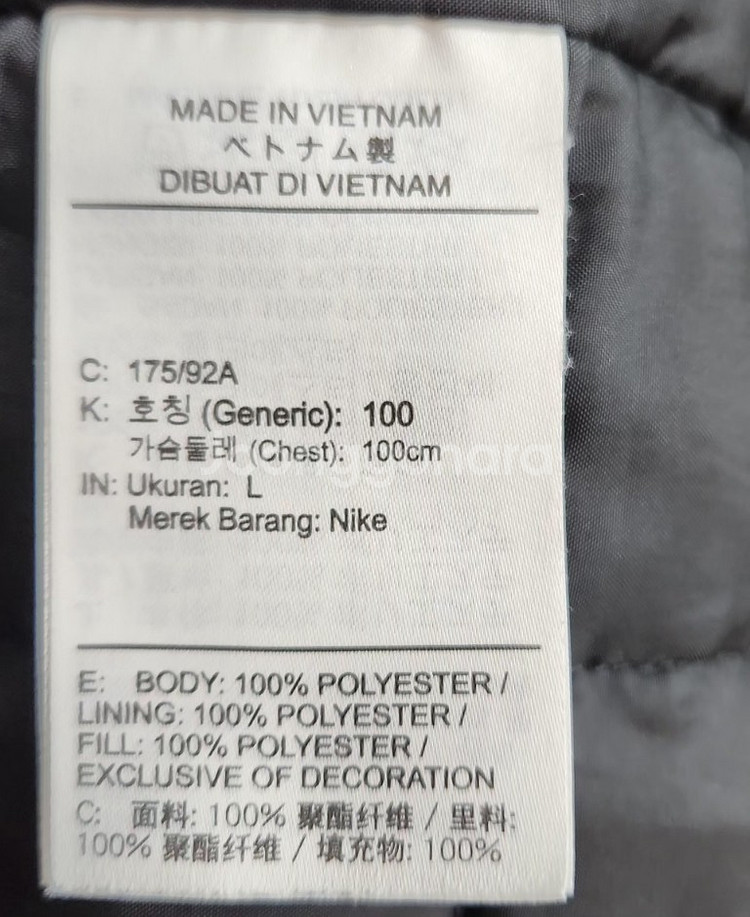 MADE IN VIETNAM
ベトナム製
DIBUAT DI VIETNAM
C: 175/92A
K: 호칭 (Generic): 100
가슴둘레 (Chest): 100cm
IN: Ukuran: L
Merek Barang: Nike
E: BODY: 100% POLYESTER /
LINING: 100% POLYESTER /
FILL: 100% POLYESTER /
EXCLUSIVE OF DECORATION
C: 面料: 100% 聚酯纤维 / 里料:
100% 聚酯纤维 / 填充物: 100%